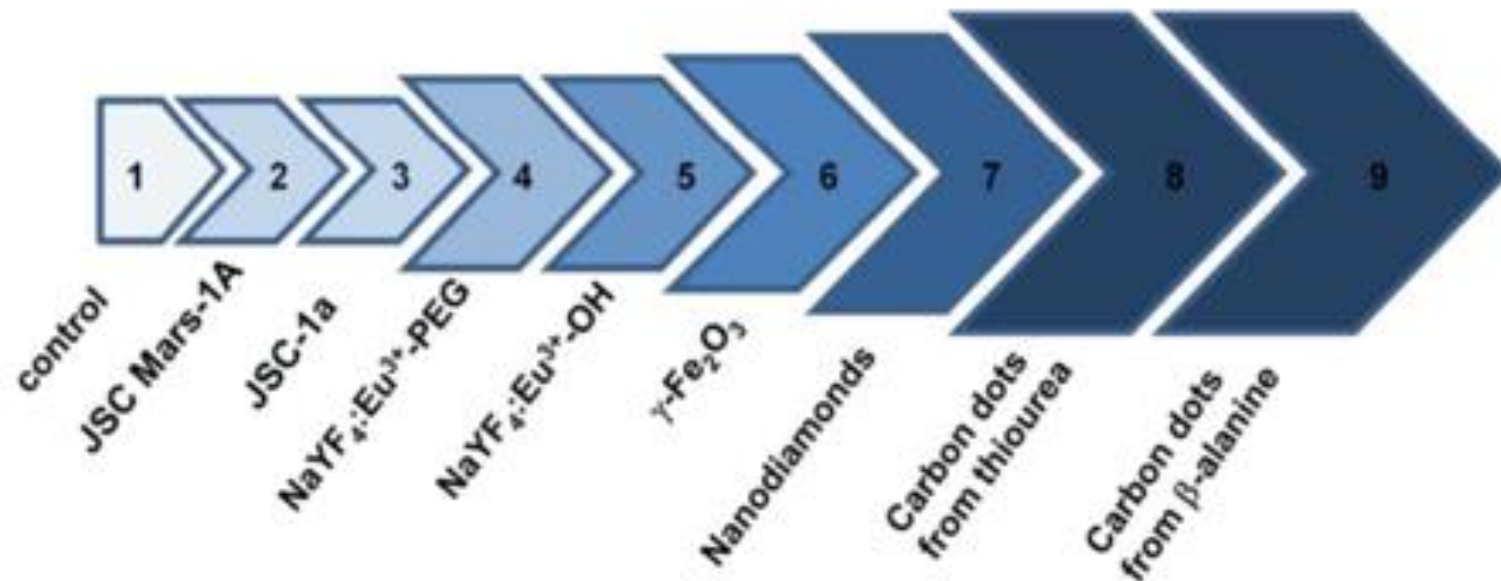 1
2
3
4
5
6
7
8
9
control
JSC Mars-1A
JSC-1a
NaYF₄:Eu³⁺-PEG
NaYF₄:Eu³⁺-OH
γ-Fe₂O₃
Nanodiamonds
Carbon dots
from thiourea
Carbon dots
from β-alanine